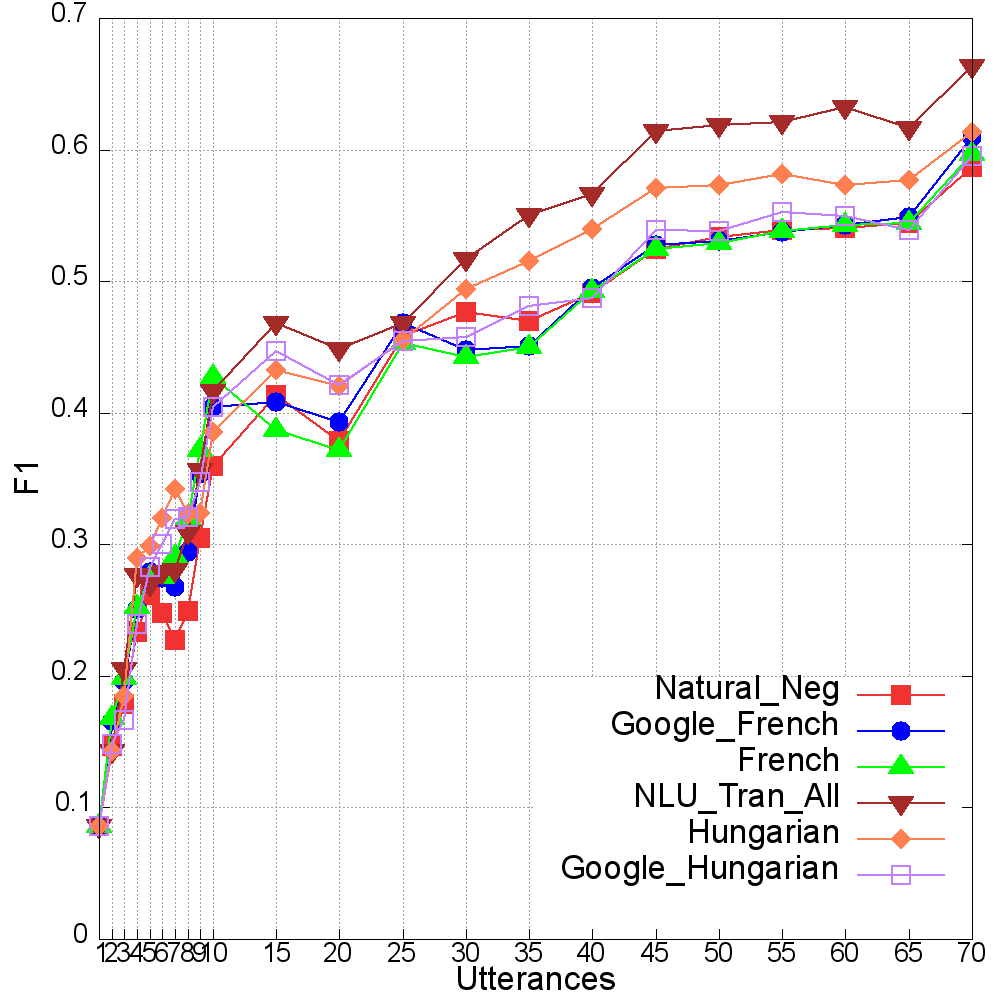 0.7
0.6
0.5
0.4
0.3
0.2
0.1
0
F1
Natural_Neg
Google_French
French
NLU_Tran_All
Hungarian
Google_Hungarian
1 2 3 4 5 6 7 8 9 10 15 20 25 30 35 40 45 50 55 60 65 70
Utterances